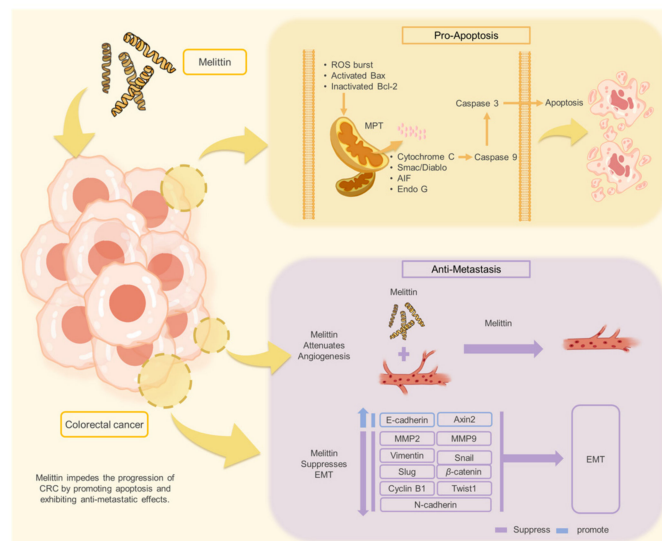 Melittin
Pro-Apoptosis
• ROS burst
• Activated Bax
• Inactivated Bcl-2
MPT
• Cytochrome C
• Smac/Diablo
• AIF
• Endo G
Caspase 9
Caspase 3
Apoptosis
Colorectal cancer
Melittin impedes the progression of
CRC by promoting apoptosis and
exhibiting anti-metastatic effects.
Anti-Metastasis
Melittin
Attenuates
Angiogenesis
Melittin
+
Melittin
Melittin
Suppresses
EMT
E-cadherin Axin2
MMP2 MMP9
Vimentin Snail
Slug β-catenin
Cyclin B1 Twist1
N-cadherin
EMT
Suppress promote